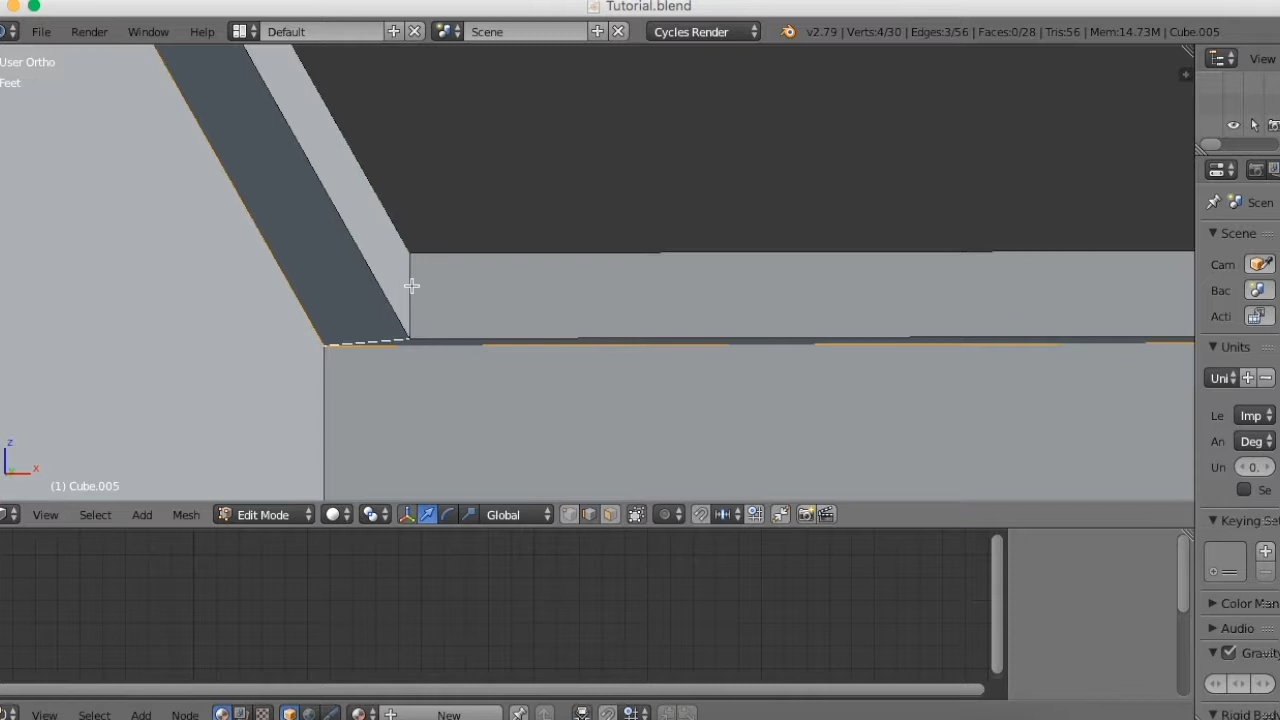 Tutorial.blend
File Render Window Help Default Scene Cycles Render v2.79 | Verts:4/30 | Edges:3/56 | Faces:0/28 | Tris:56 | Mem:14.73M | Cube.005
User Ortho
Feet
View
Scen
Scene
Cam
Bac
Acti
Units
Uni
Le Imp
An Deg
Un 0.
Se
z
x
(1) Cube.005
View Select Add Mesh Edit Mode Global
Keying Se
Color Man
Audio
Gravity
Rigid Bod
View Select Add Node New